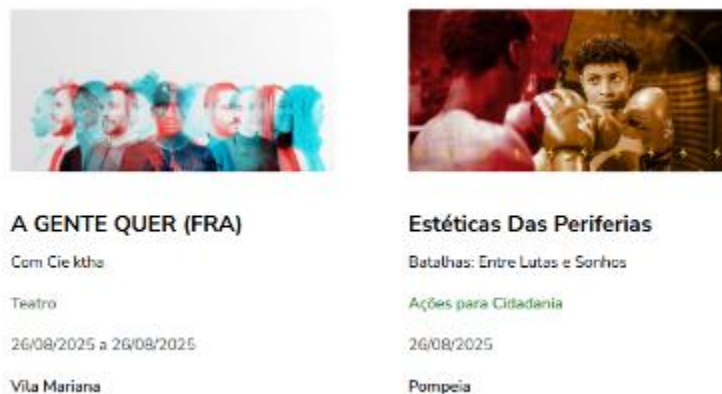 A GENTE QUER (FRA)
Com Cie ktha
Teatro
26/08/2025 a 26/08/2025
Vila Mariana
Estéticas Das Periferias
Batalhas: Entre Lutas e Sonhos
Ações para Cidadania
26/08/2025
Pompeia